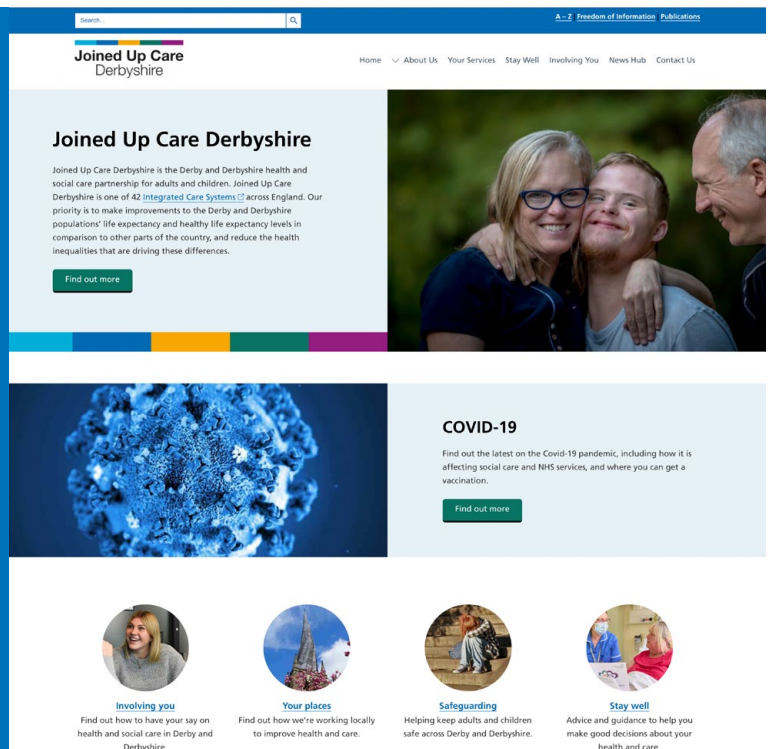 Search...
A – Z Freedom of Information Publications
Joined Up Care
Derbyshire
Home About Us Your Services Stay Well Involving You News Hub Contact Us
Joined Up Care Derbyshire
Joined Up Care Derbyshire is the Derby and Derbyshire health and
social care partnership for adults and children. Joined Up Care
Derbyshire is one of 42 Integrated Care Systems across England. Our
priority is to make improvements to the Derby and Derbyshire
populations' life expectancy and healthy life expectancy levels in
comparison to other parts of the country, and reduce the health
inequalities that are driving these differences.
Find out more
COVID-19
Find out the latest on the Covid-19 pandemic, including how it is
affecting social care and NHS services, and where you can get a
vaccination.
Find out more
Involving you
Find out how to have your say on
health and social care in Derby and
Derbyshire
Your places
Find out how we're working locally
to improve health and care.
Safeguarding
Helping keep adults and children
safe across Derby and Derbyshire.
Stay well
Advice and guidance to help you
make good decisions about your
health and care